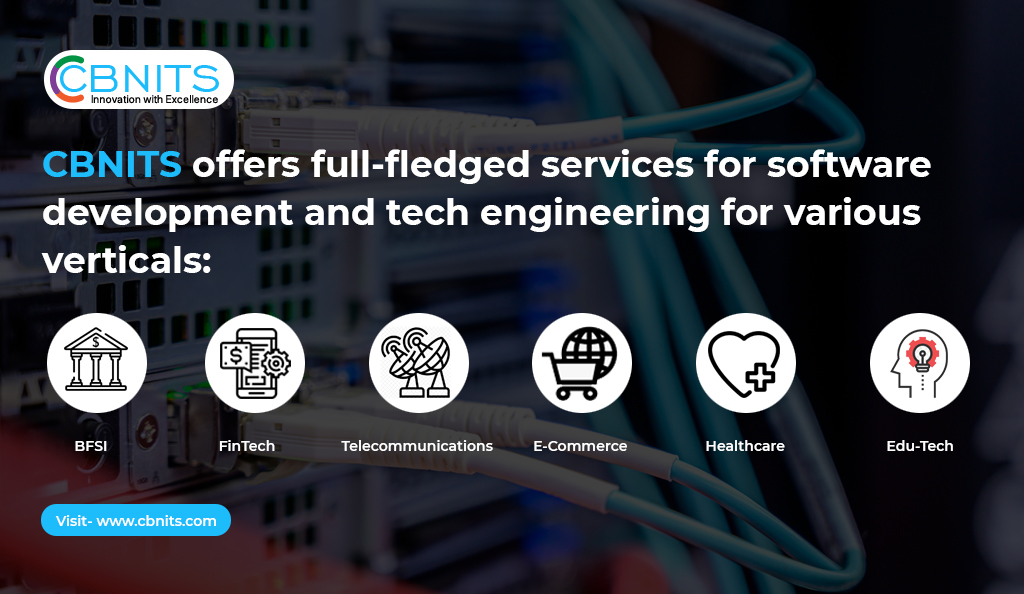 CBNITS
Innovation with Excellence
CBNITS offers full-fledged services for software
development and tech engineering for various
verticals:
$
$
BFSI
FinTech
Telecommunications
E-Commerce
Healthcare
Edu-Tech
Visit- www.cbnits.com